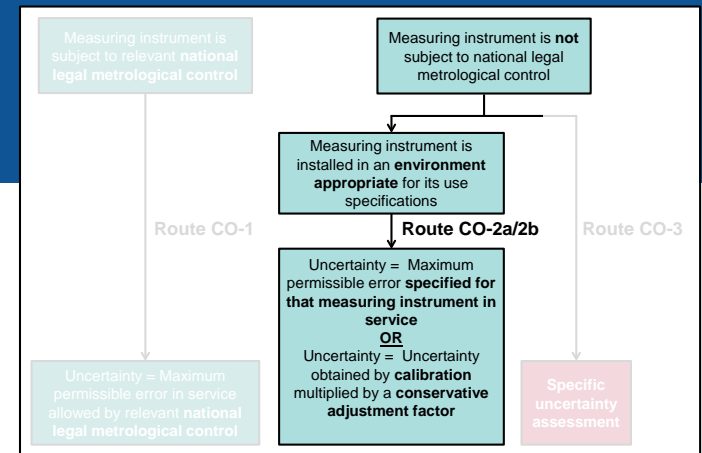 Measuring instrument is
subject to relevant national
legal metrological control
Measuring instrument is not
subject to national legal
metrological control
Measuring instrument is
installed in an environment
appropriate for its use
specifications
Route CO-1
Route CO-2a/2b
Route CO-3
Uncertainty = Maximum
permissible error in service
allowed by relevant national
legal metrological control
Uncertainty = Maximum
permissible error specified for
that measuring instrument in
service
OR
Uncertainty = Uncertainty
obtained by calibration
multiplied by a conservative
adjustment factor
Specific
uncertainty
assessment